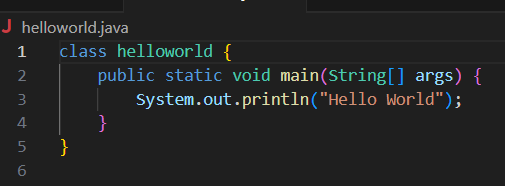 J helloworld.java
1 class helloworld {
2     public static void main(String[] args) {
3         System.out.println("Hello World");
4     }
5 }
6